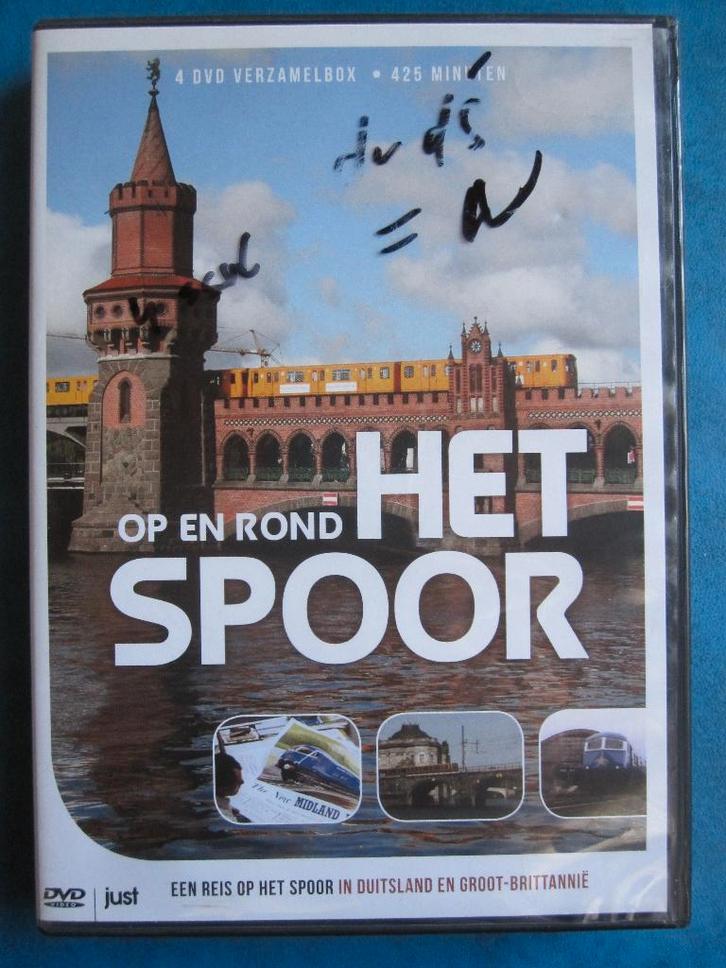 4 DVD VERZAMELBOX • 425 MINUTEN
OP EN ROND HET
SPOOR
The New MIDLAND
DVD
VIDEO
just
EEN REIS OP HET SPOOR IN DUITSLAND EN GROOT-BRITTANNIË